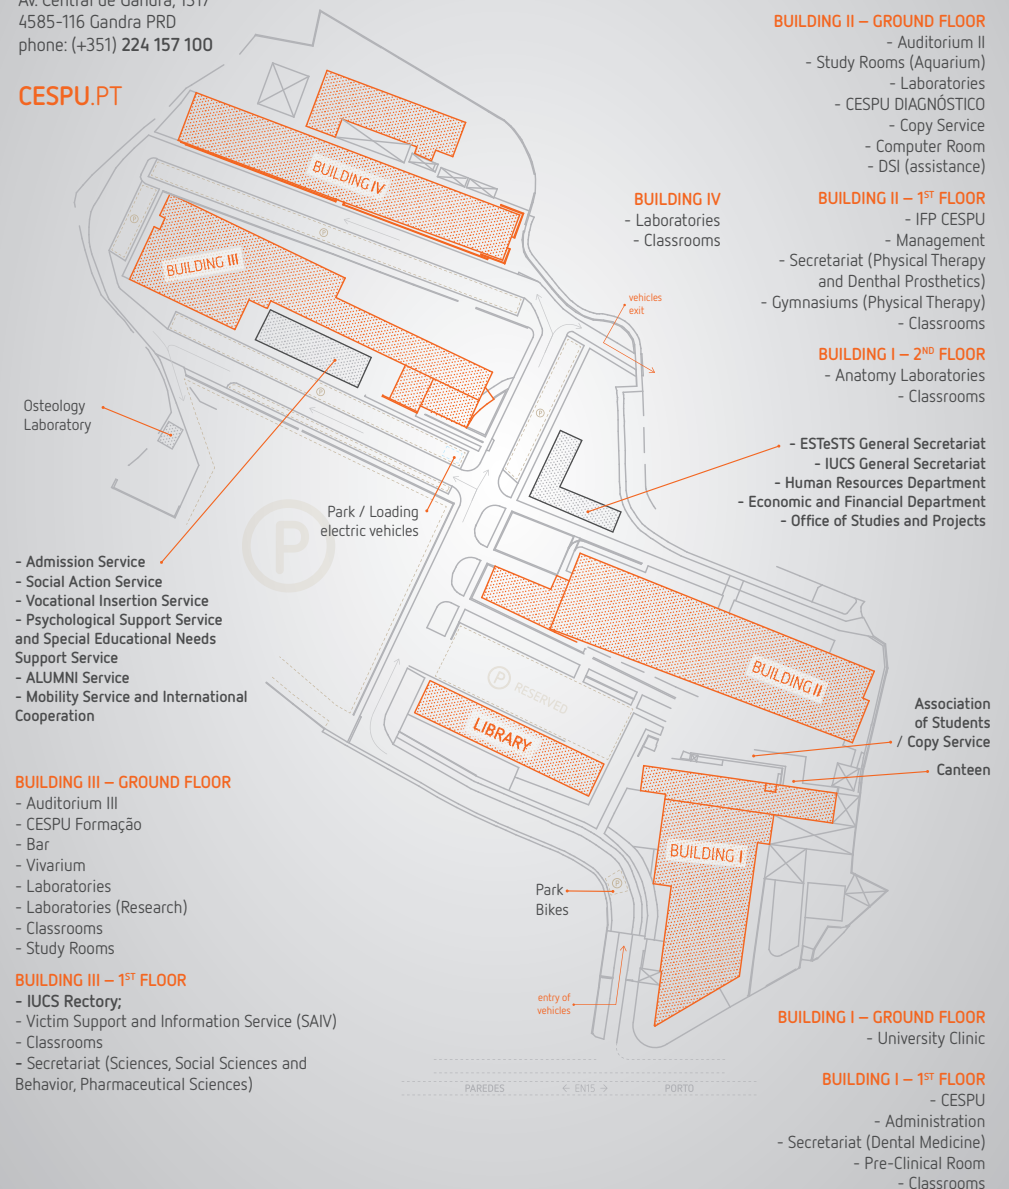 Av. Central de Gandra, 1317
4585-116 Gandra PRD
phone: (+351) 224 157 100
CESPU.PT
BUILDING II – GROUND FLOOR
- Auditorium II
- Study Rooms (Aquarium)
- Laboratories
- CESPU DIAGNÓSTICO
- Copy Service
- Computer Room
- DSI (assistance)
BUILDING IV
- Laboratories
- Classrooms
BUILDING II – 1ST FLOOR
- IFP CESPU
- Management
- Secretariat (Physical Therapy
and Denthal Prosthetics)
- Gymnasiums (Physical Therapy)
- Classrooms
BUILDING I – 2ND FLOOR
- Anatomy Laboratories
- Classrooms
- ESTeSTS General Secretariat
- IUCS General Secretariat
- Human Resources Department
- Economic and Financial Department
- Office of Studies and Projects
BUILDING IV
P
P
BUILDING III
vehicles
exit
P
P
Osteology
Laboratory
Park / Loading
electric vehicles
P
- Admission Service
- Social Action Service
- Vocational Insertion Service
- Psychological Support Service
and Special Educational Needs
Support Service
- ALUMNI Service
- Mobility Service and International
Cooperation
BUILDING II
P RESERVED
LIBRARY
Association
of Students
/ Copy Service
Canteen
BUILDING I
P
Park
Bikes
entry of
vehicles
PAREDES ← EN15 → PORTO
BUILDING III – GROUND FLOOR
- Auditorium III
- CESPU Formação
- Bar
- Vivarium
- Laboratories
- Laboratories (Research)
- Classrooms
- Study Rooms
BUILDING III – 1ST FLOOR
- IUCS Rectory;
- Victim Support and Information Service (SAIV)
- Classrooms
- Secretariat (Sciences, Social Sciences and
Behavior, Pharmaceutical Sciences)
BUILDING I – GROUND FLOOR
- University Clinic
BUILDING I – 1ST FLOOR
- CESPU
- Administration
- Secretariat (Dental Medicine)
- Pre-Clinical Room
- Classrooms